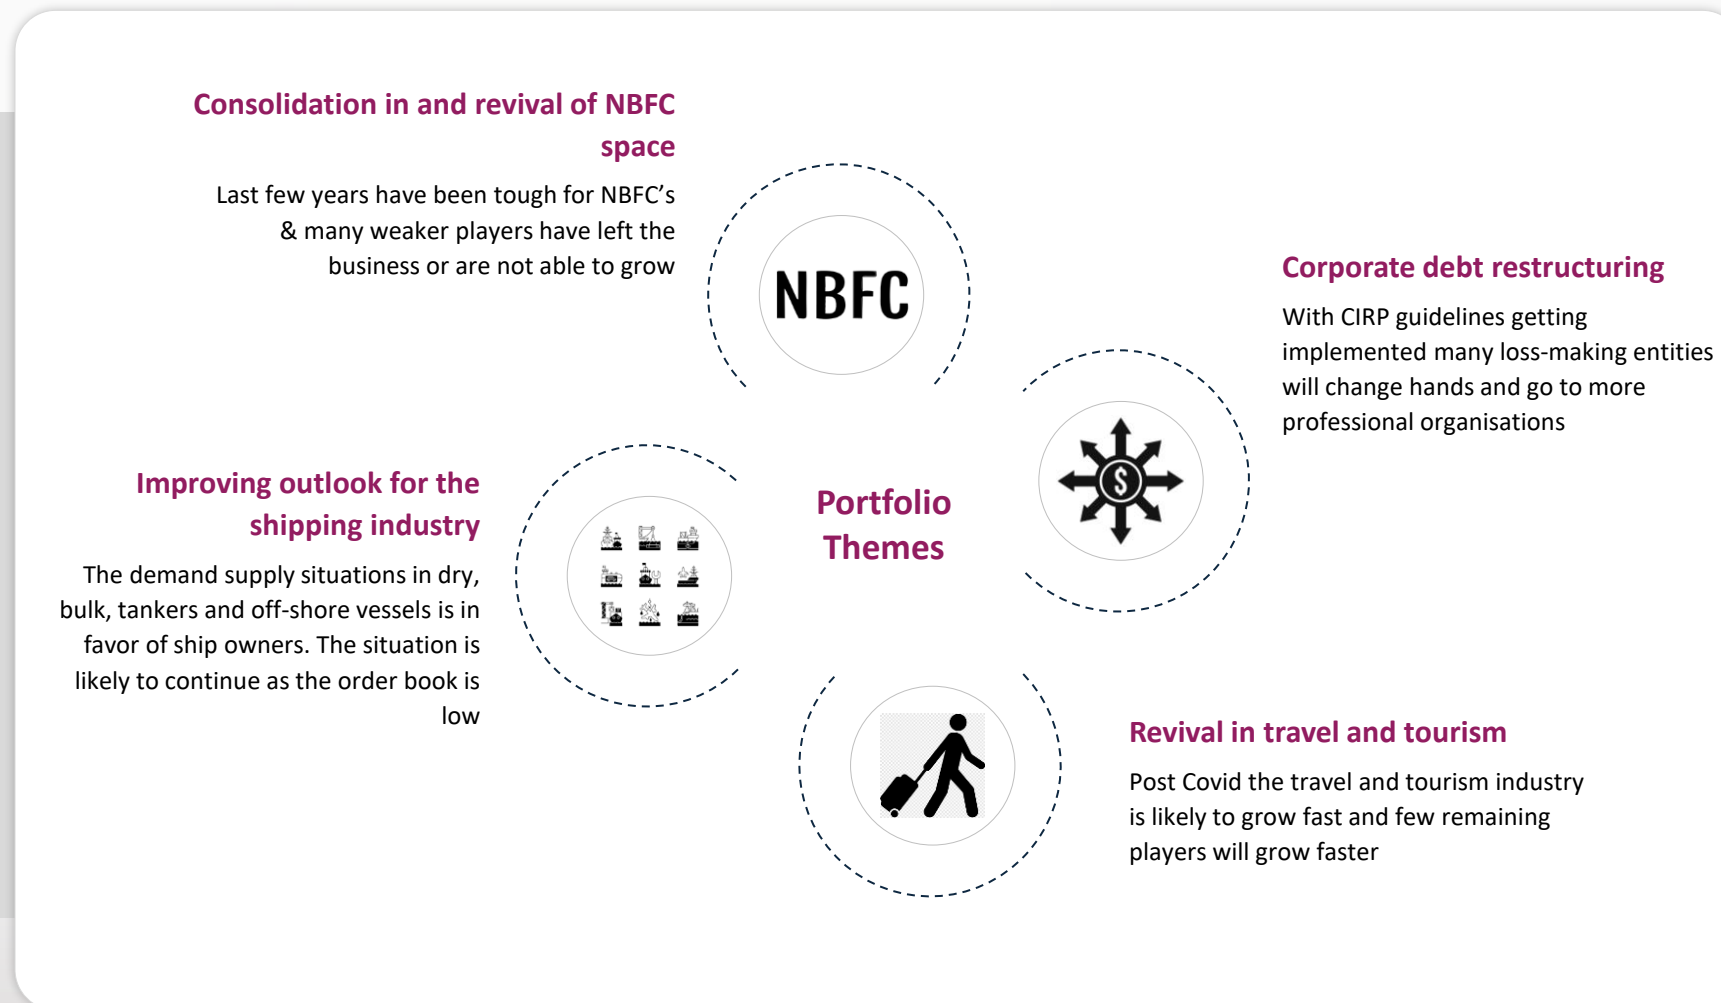 Consolidation in and revival of NBFC
space
Last few years have been tough for NBFC’s
& many weaker players have left the
business or are not able to grow
NBFC
Corporate debt restructuring
With CIRP guidelines getting
implemented many loss-making entities
will change hands and go to more
professional organisations
$
Improving outlook for the
shipping industry
The demand supply situations in dry,
bulk, tankers and off-shore vessels is in
favor of ship owners. The situation is
likely to continue as the order book is
low
Portfolio
Themes
Revival in travel and tourism
Post Covid the travel and tourism industry
is likely to grow fast and few remaining
players will grow faster